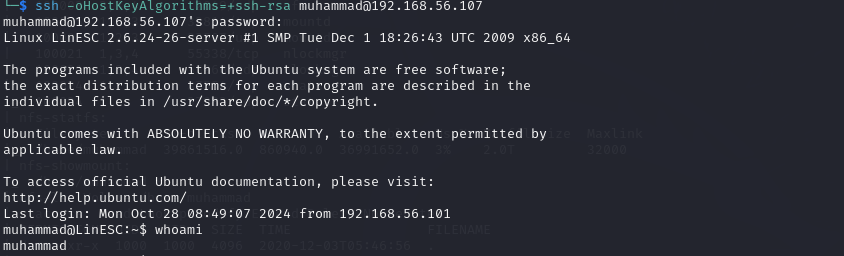 └─$ ssh -oHostKeyAlgorithms=+ssh-rsa muhammad@192.168.56.107
muhammad@192.168.56.107's password:
Linux LinESC 2.6.24-26-server #1 SMP Tue Dec 1 18:26:43 UTC 2009 x86_64
The programs included with the Ubuntu system are free software;
the exact distribution terms for each program are described in the
individual files in /usr/share/doc/*/copyright.
Ubuntu comes with ABSOLUTELY NO WARRANTY, to the extent permitted by
applicable law.
To access official Ubuntu documentation, please visit:
http://help.ubuntu.com/
Last login: Mon Oct 28 08:49:07 2024 from 192.168.56.101
muhammad@LinESC:~$ whoami
muhammad